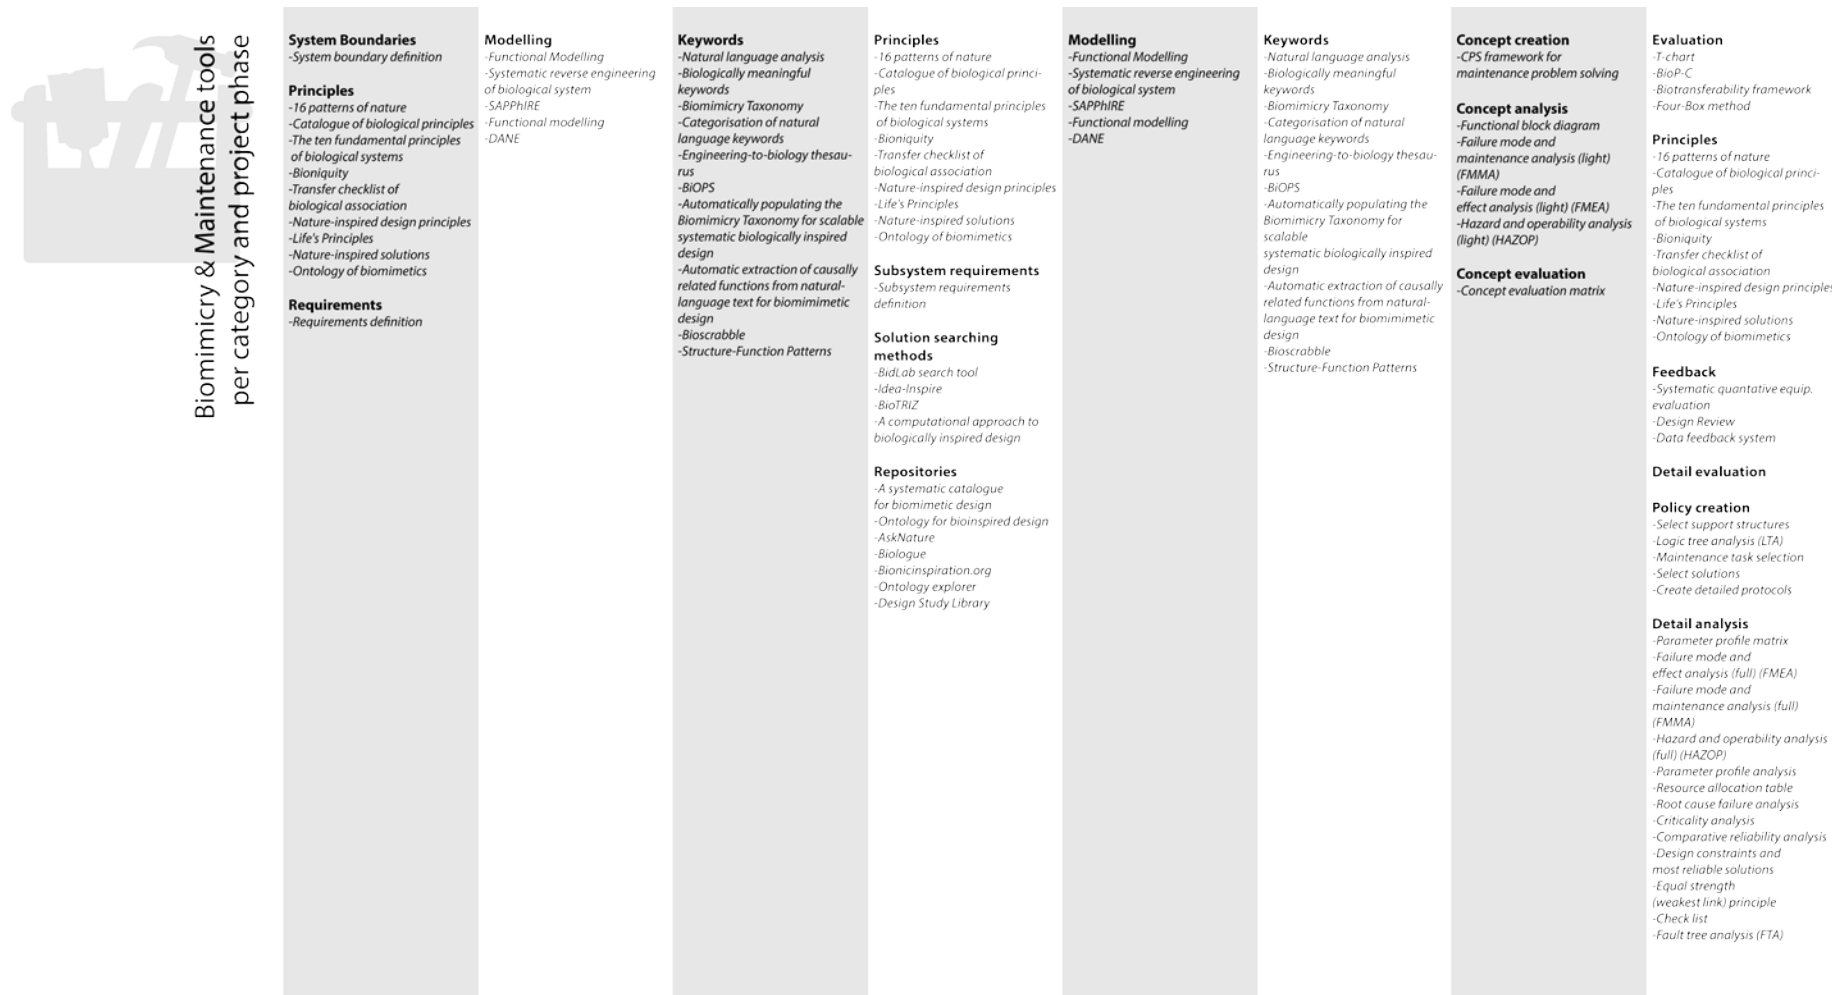 Biomimicry & Maintenance tools
per category and project phase
System Boundaries
-System boundary definition
Principles
-16 patterns of nature
-Catalogue of biological principles
-The ten fundamental principles
of biological systems
-Bioniquity
-Transfer checklist of
biological association
-Nature-inspired design principles
-Life's Principles
-Nature-inspired solutions
-Ontology of biomimetics
Requirements
-Requirements definition
Modelling
-Functional Modelling
-Systematic reverse engineering
of biological system
-SAPPhIRE
-Functional modelling
-DANE
Keywords
-Natural language analysis
-Biologically meaningful
keywords
-Biomimicry Taxonomy
-Categorisation of natural
language keywords
-Engineering-to-biology thesau-
rus
-BiOPS
-Automatically populating the
Biomimicry Taxonomy for scalable
systematic biologically inspired
design
-Automatic extraction of causally
related functions from natural-
language text for biomimimetic
design
-Bioscrabble
-Structure-Function Patterns
Principles
-16 patterns of nature
-Catalogue of biological princi-
ples
-The ten fundamental principles
of biological systems
-Bioniquity
-Transfer checklist of
biological association
-Nature-inspired design principles
-Life's Principles
-Nature-inspired solutions
-Ontology of biomimetics
Subsystem requirements
-Subsystem requirements
definition
Solution searching
methods
-BidLab search tool
-Idea-Inspire
-BioTRIZ
-A computational approach to
biologically inspired design
Repositories
-A systematic catalogue
for biomimetic design
-Ontology for bioinspired design
-AskNature
-Biologue
-Bionicinspiration.org
-Ontology explorer
-Design Study Library
Modelling
-Functional Modelling
-Systematic reverse engineering
of biological system
-SAPPhIRE
-Functional modelling
-DANE
Keywords
-Natural language analysis
-Biologically meaningful
keywords
-Biomimicry Taxonomy
-Categorisation of natural
language keywords
-Engineering-to-biology thesau-
rus
-BiOPS
-Automatically populating the
Biomimicry Taxonomy for
scalable
systematic biologically inspired
design
-Automatic extraction of causally
related functions from natural-
language text for biomimimetic
design
-Bioscrabble
-Structure-Function Patterns
Concept creation
-CPS framework for
maintenance problem solving
Concept analysis
-Functional block diagram
-Failure mode and
maintenance analysis (light)
(FMMA)
-Failure mode and
effect analysis (light) (FMEA)
-Hazard and operability analysis
(light) (HAZOP)
Concept evaluation
-Concept evaluation matrix
Evaluation
-T-chart
-BioP-C
-Biotransferability framework
-Four-Box method
Principles
-16 patterns of nature
-Catalogue of biological princi-
ples
-The ten fundamental principles
of biological systems
-Bioniquity
-Transfer checklist of
biological association
-Nature-inspired design principles
-Life's Principles
-Nature-inspired solutions
-Ontology of biomimetics
Feedback
-Systematic quantative equip.
evaluation
-Design Review
-Data feedback system
Detail evaluation
Policy creation
-Select support structures
-Logic tree analysis (LTA)
-Maintenance task selection
-Select solutions
-Create detailed protocols
Detail analysis
-Parameter profile matrix
-Failure mode and
effect analysis (full) (FMEA)
-Failure mode and
maintenance analysis (full)
(FMMA)
-Hazard and operability analysis
(full) (HAZOP)
-Parameter profile analysis
-Resource allocation table
-Root cause failure analysis
-Criticality analysis
-Comparative reliability analysis
-Design constraints and
most reliable solutions
-Equal strength
(weakest link) principle
-Check list
-Fault tree analysis (FTA)